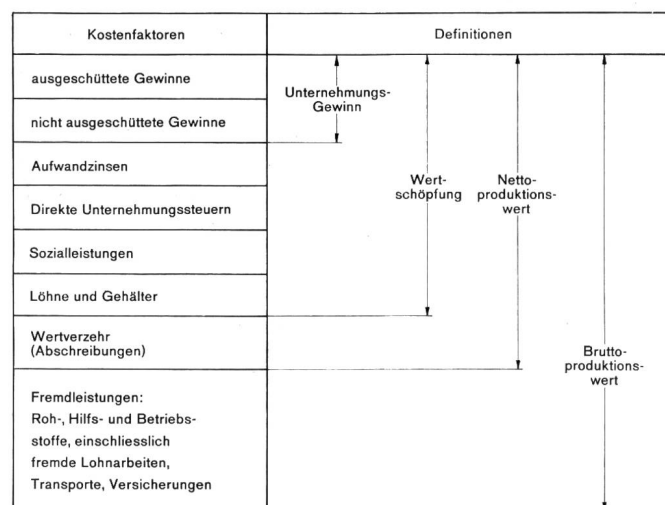 Kostenfaktoren
Definitionen
ausgeschüttete Gewinne
nicht ausgeschüttete Gewinne
Aufwandzinsen
Direkte Unternehmungssteuern
Sozialleistungen
Löhne und Gehälter
Wertverzehr
(Abschreibungen)
Fremdleistungen:
Roh-, Hilfs- und Betriebs-
stoffe, einschliesslich
fremde Lohnarbeiten,
Transporte, Versicherungen
Unternehmungs-
Gewinn
Wert-
schöpfung
Netto-
produktions-
wert
Brutto-
produktions-
wert